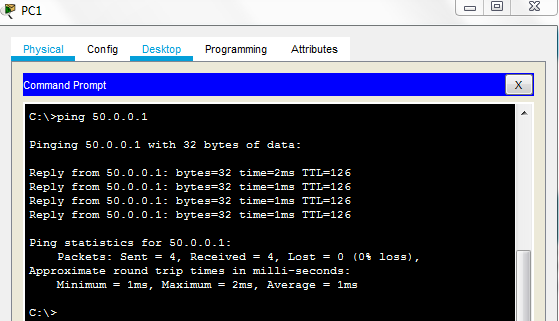 PC1
Physical Config Desktop Programming Attributes
Command Prompt X
C:\>ping 50.0.0.1
Pinging 50.0.0.1 with 32 bytes of data:
Reply from 50.0.0.1: bytes=32 time=2ms TTL=126
Reply from 50.0.0.1: bytes=32 time=1ms TTL=126
Reply from 50.0.0.1: bytes=32 time=1ms TTL=126
Reply from 50.0.0.1: bytes=32 time=1ms TTL=126
Ping statistics for 50.0.0.1:
Packets: Sent = 4, Received = 4, Lost = 0 (0% loss),
Approximate round trip times in milli-seconds:
Minimum = 1ms, Maximum = 2ms, Average = 1ms
C:\>